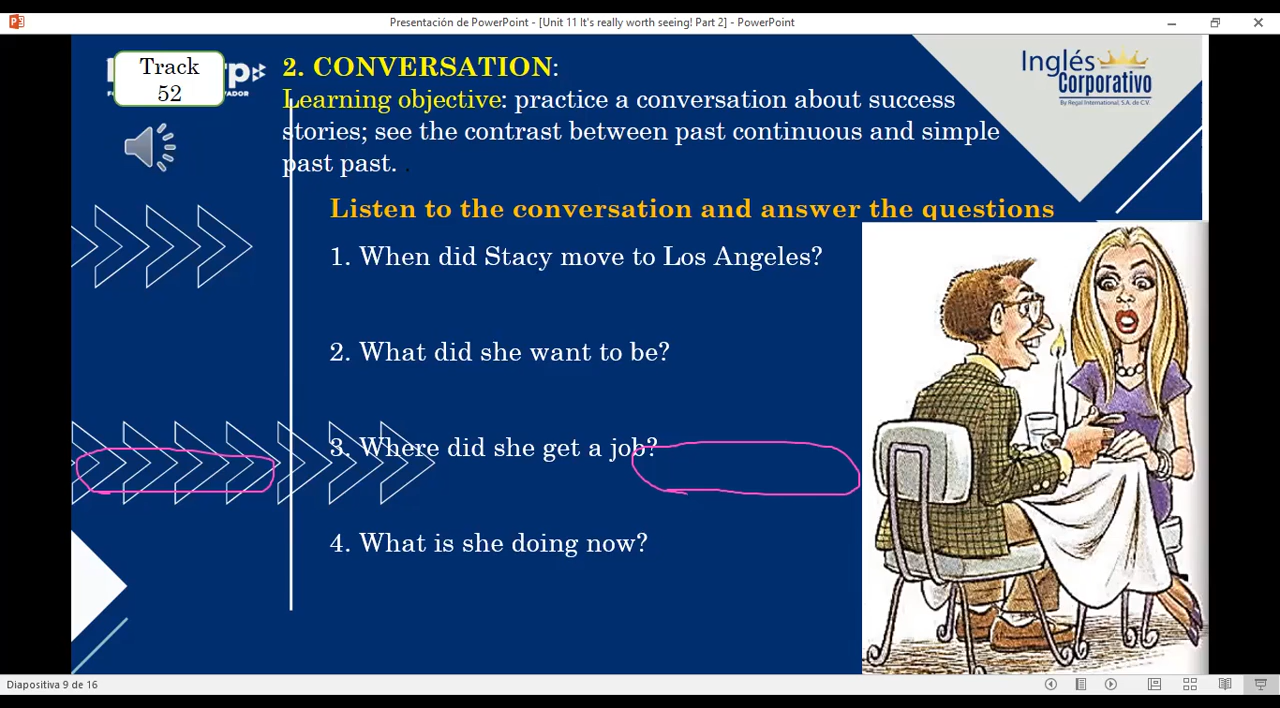 Presentación de PowerPoint - [Unit 11 It's really worth seeing! Part 2] - PowerPoint
Track
52
2. CONVERSATION:
Learning objective: practice a conversation about success
stories; see the contrast between past continuous and simple
past past. .
Inglés
Corporativo
By Regal International, S.A. de C.V.
Listen to the conversation and answer the questions
1. When did Stacy move to Los Angeles?
2. What did she want to be?
3. Where did she get a job?
4. What is she doing now?
Diapositiva 9 de 16